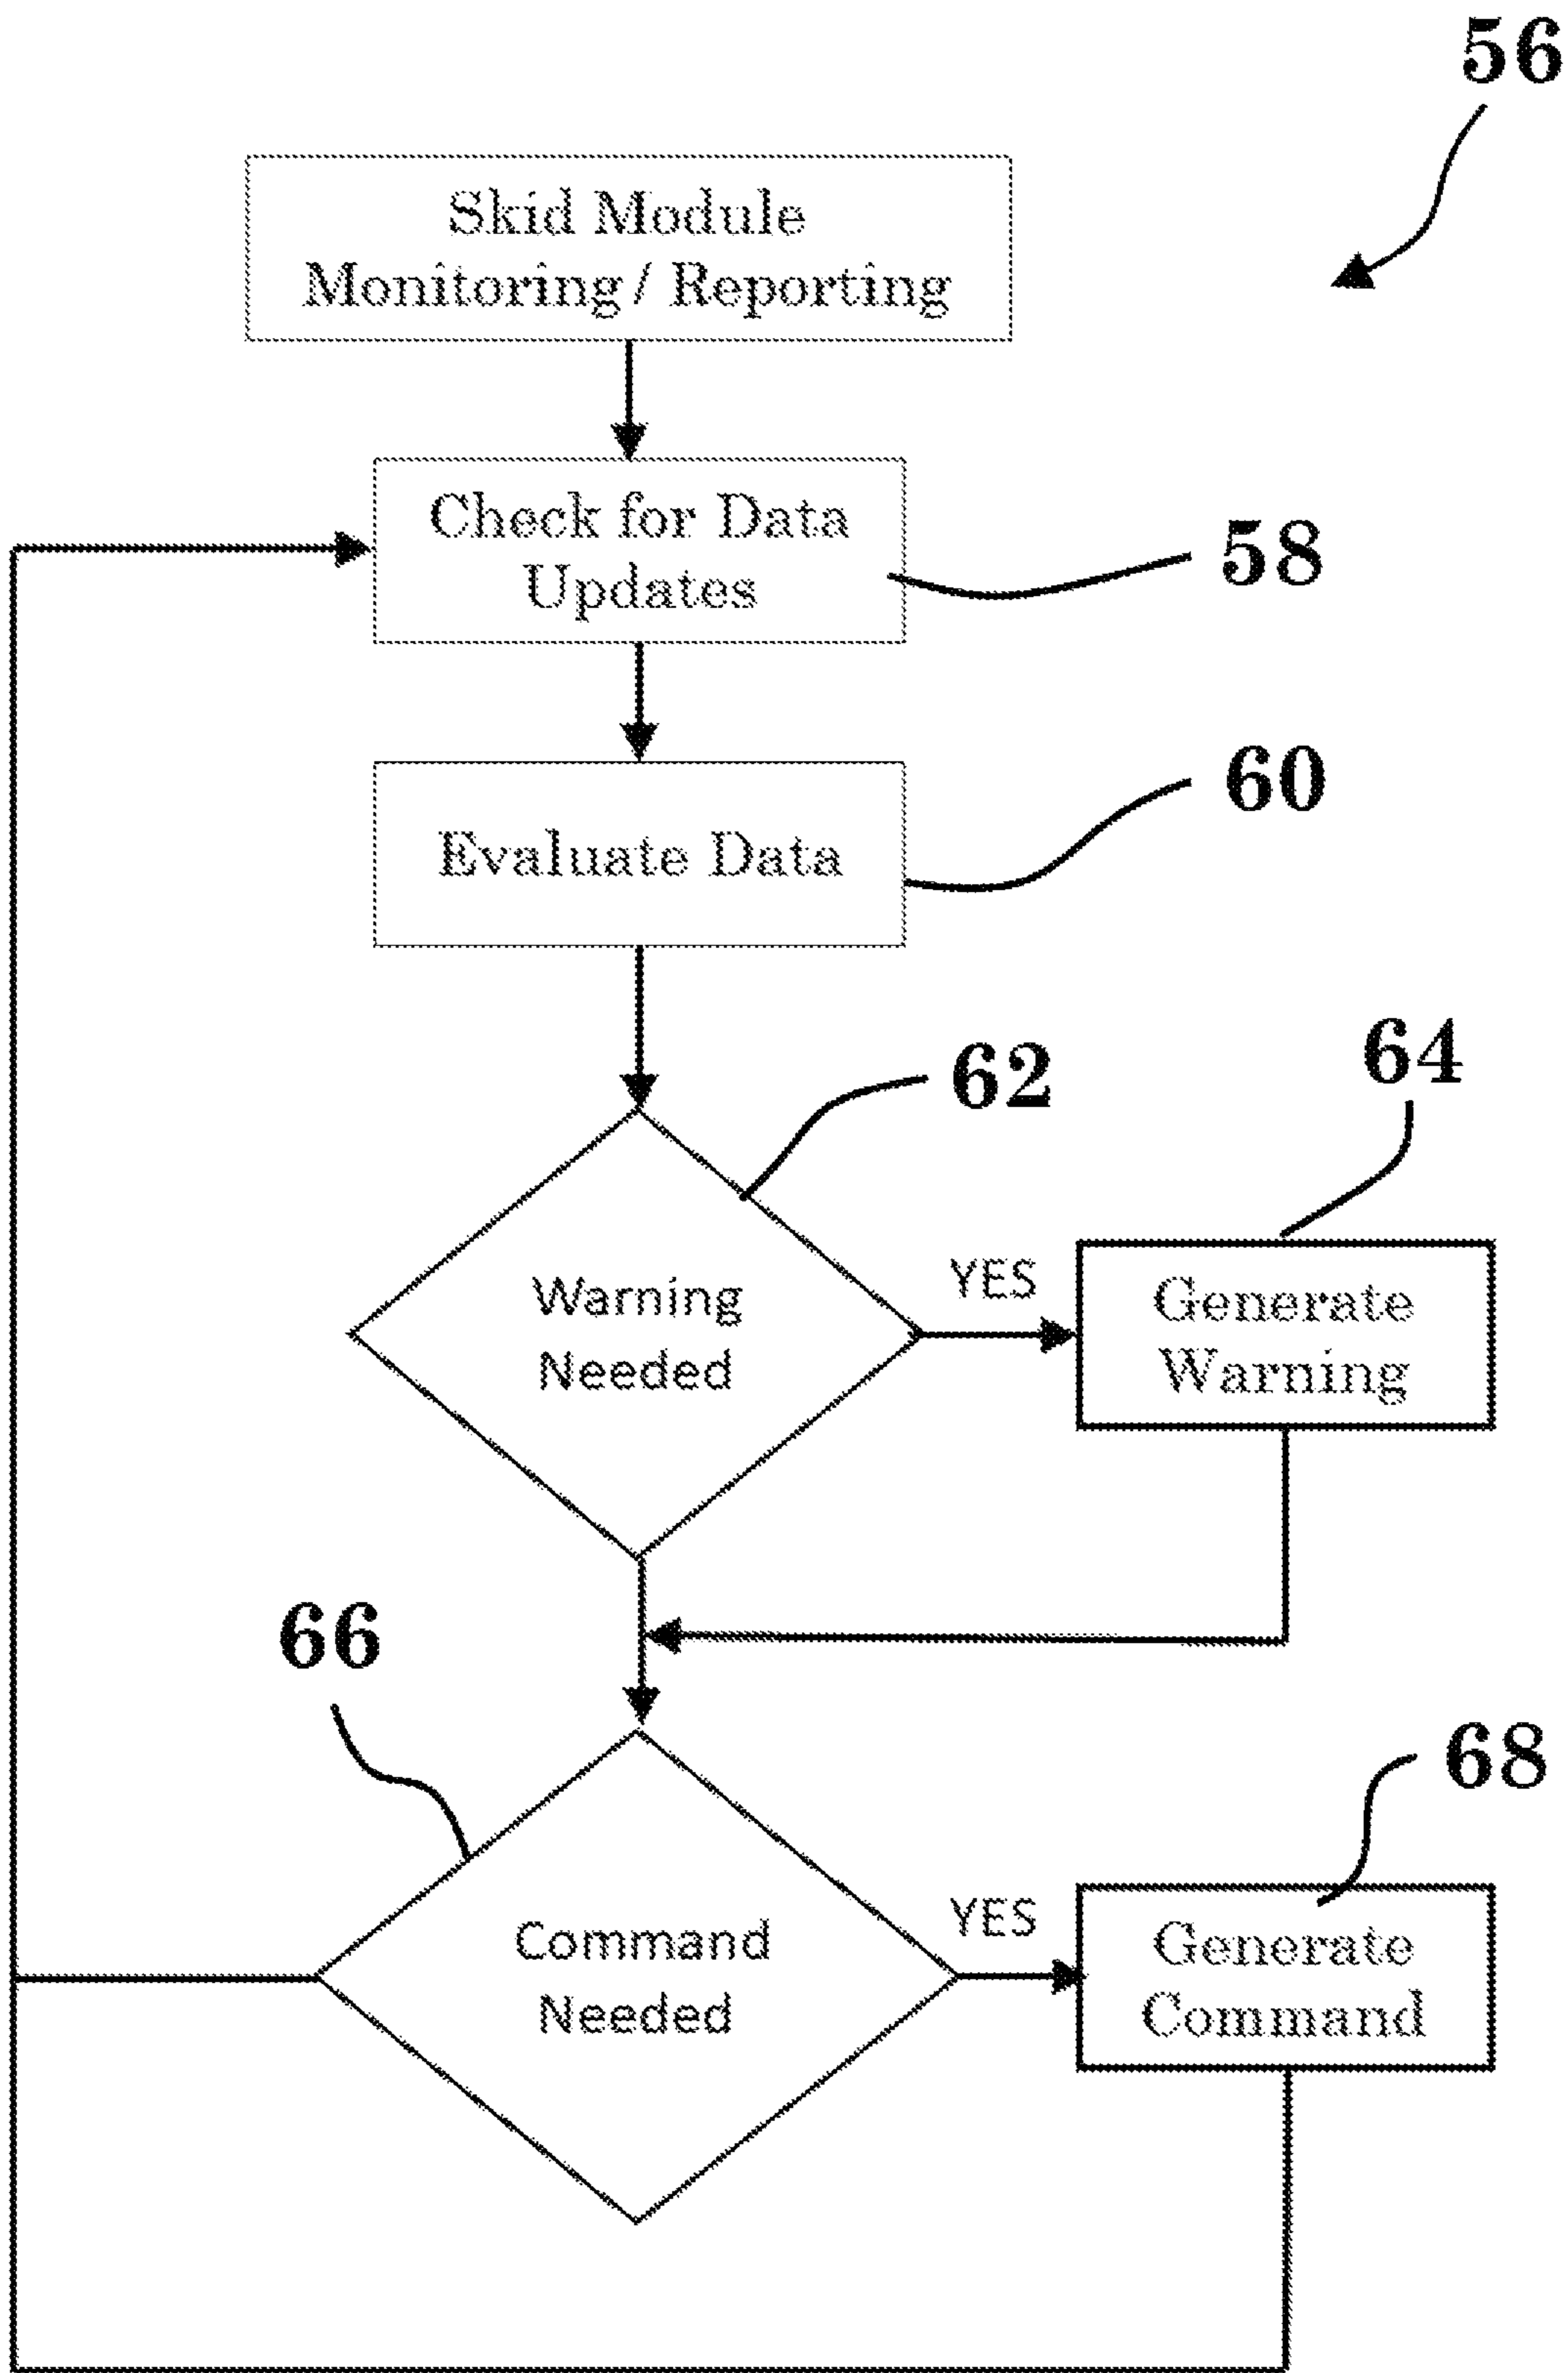 56
Skid Module
Monitoring / Reporting
Check for Data
Updates
58
60
Evaluate Data
62
64
Warning
Needed
YES
Generate
Warning
66
68
Command
Needed
YES
Generate
Command